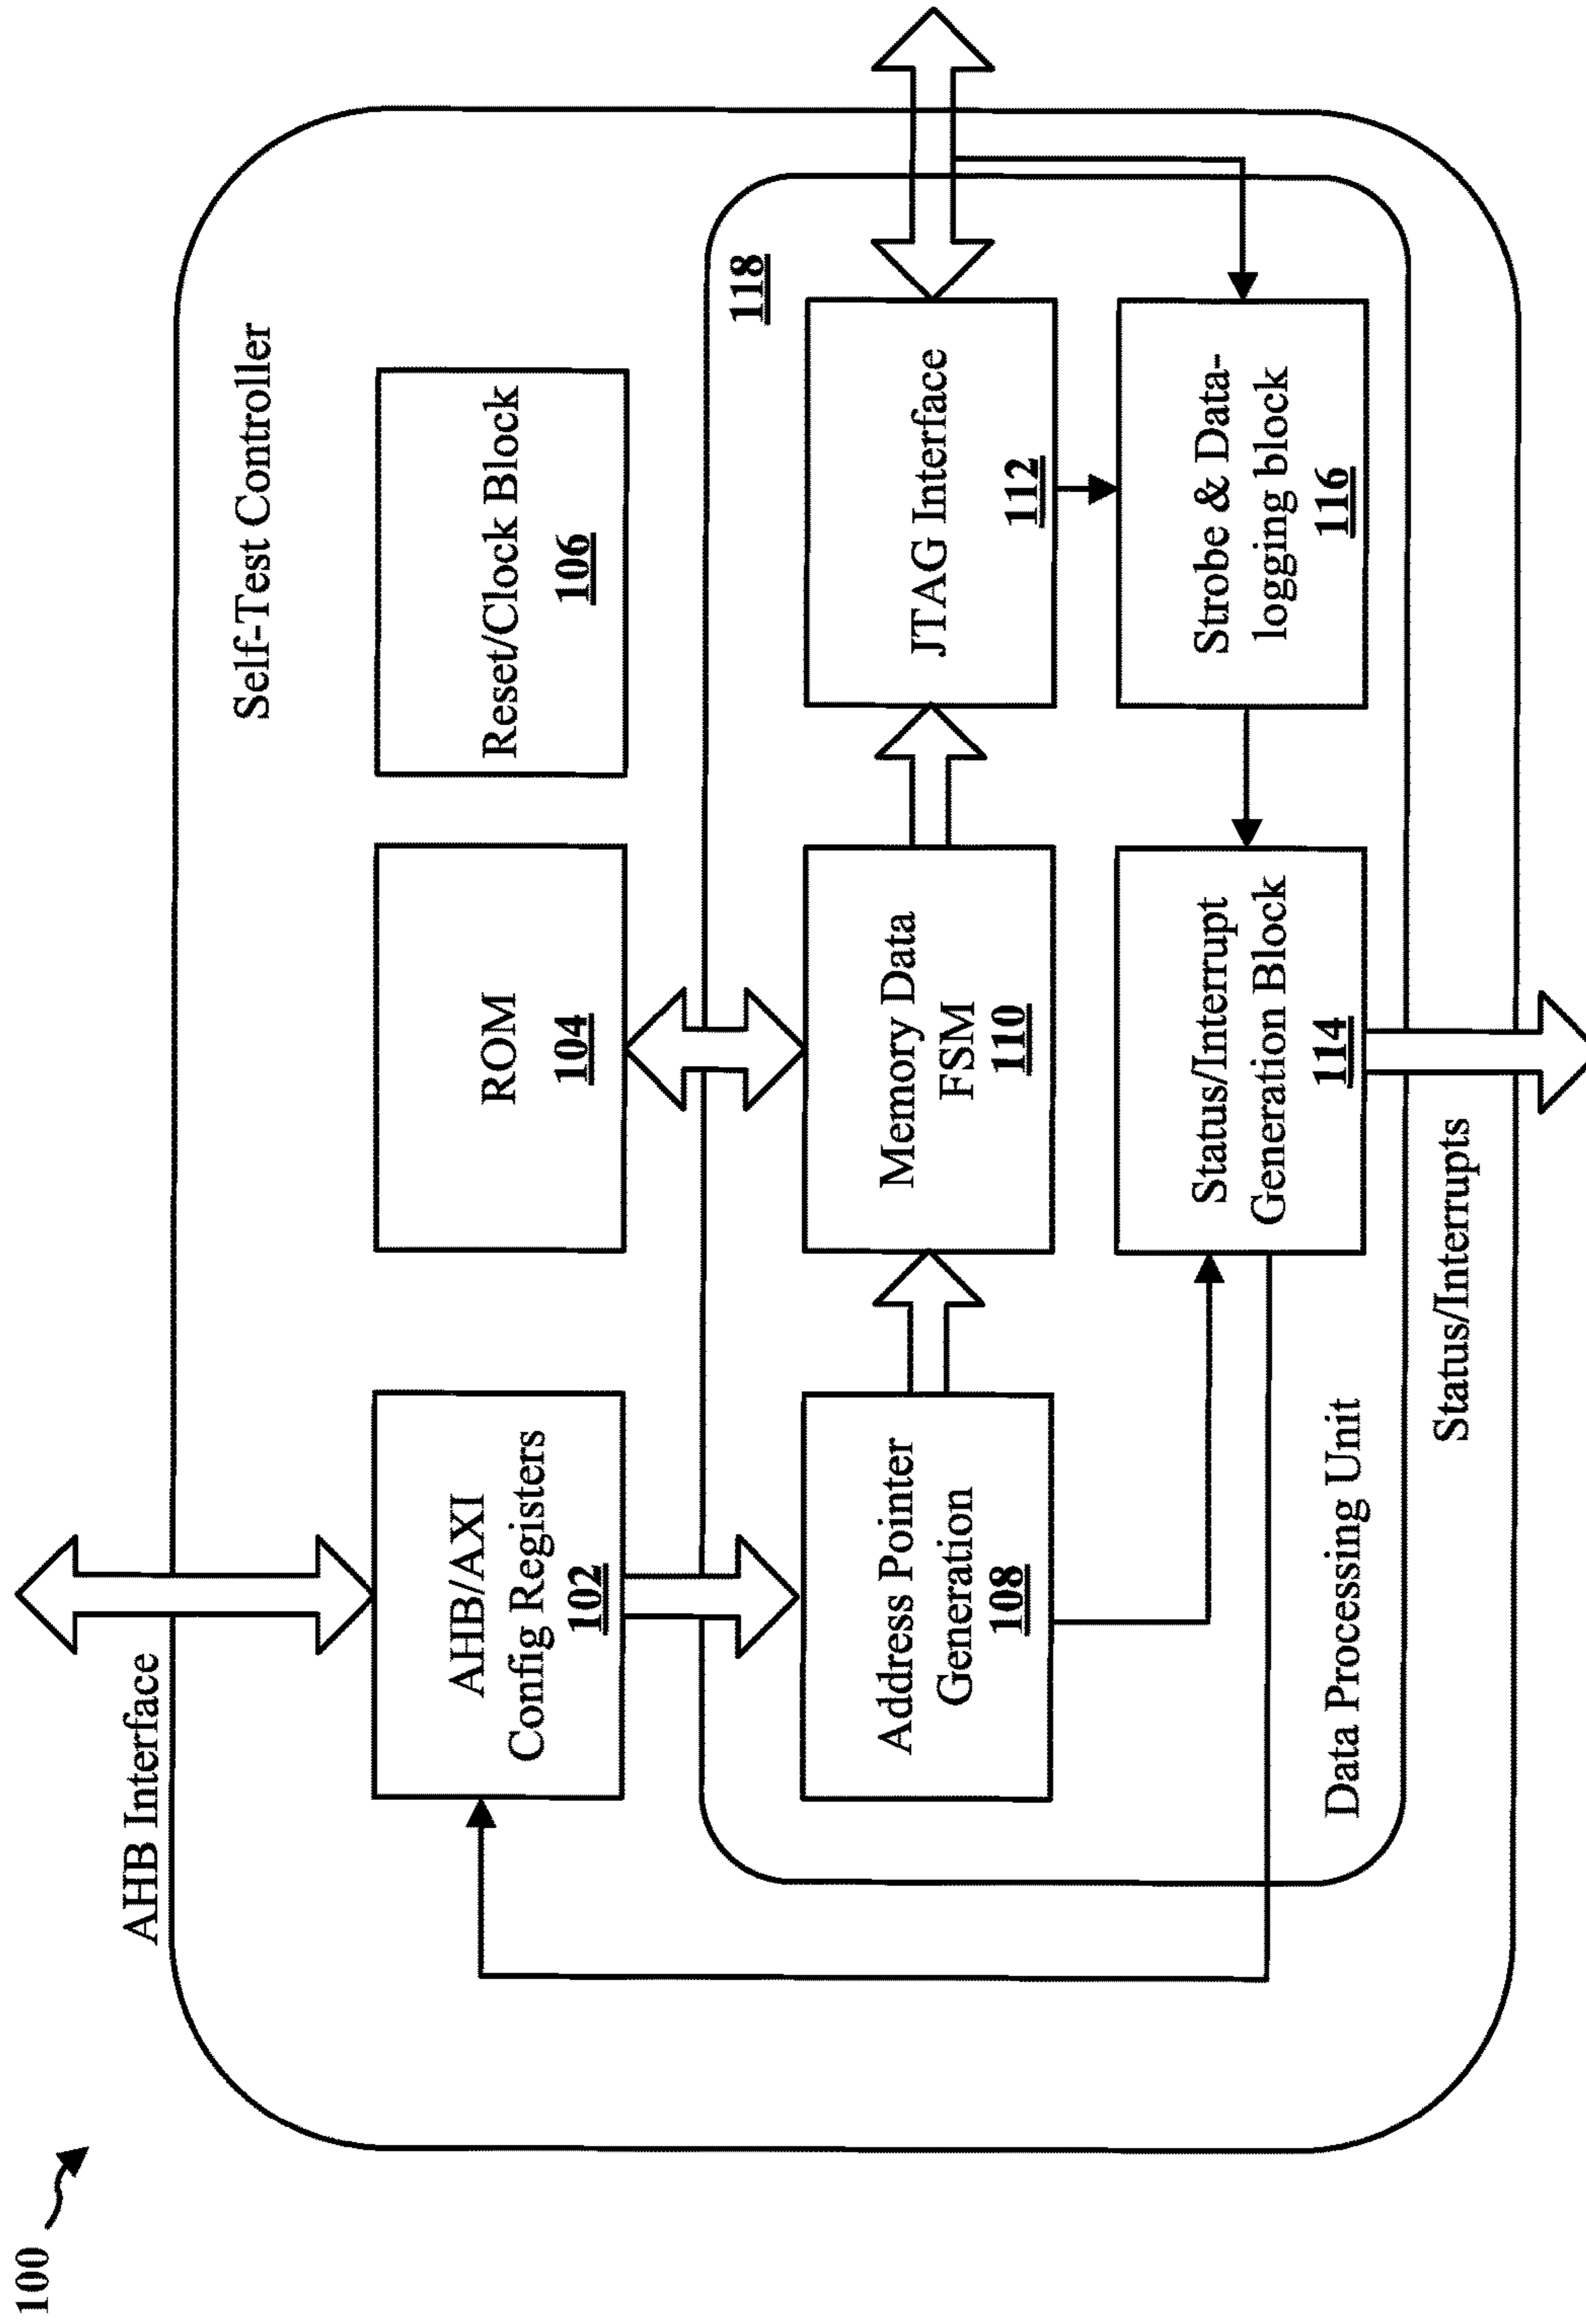 100
AHB Interface
Self-Test Controller
AHB/AXI
Config Registers
102
ROM
104
Reset/Clock Block
106
118
Address Pointer
Generation
108
Memory Data
FSM
110
JTAG Interface
112
Status/Interrupt
Generation Block
114
Strobe & Data-
logging block
116
Data Processing Unit
Status/Interrupts